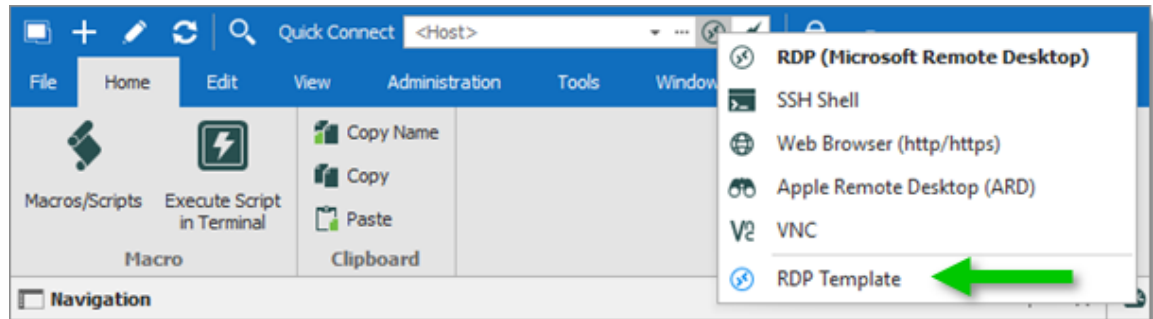 Quick Connect <Host>
File Home Edit View Administration Tools Window
RDP (Microsoft Remote Desktop)
SSH Shell
Web Browser (http/https)
Apple Remote Desktop (ARD)
VNC
RDP Template
Macros/Scripts
Execute Script
in Terminal
Macro
Copy Name
Copy
Paste
Clipboard
Navigation